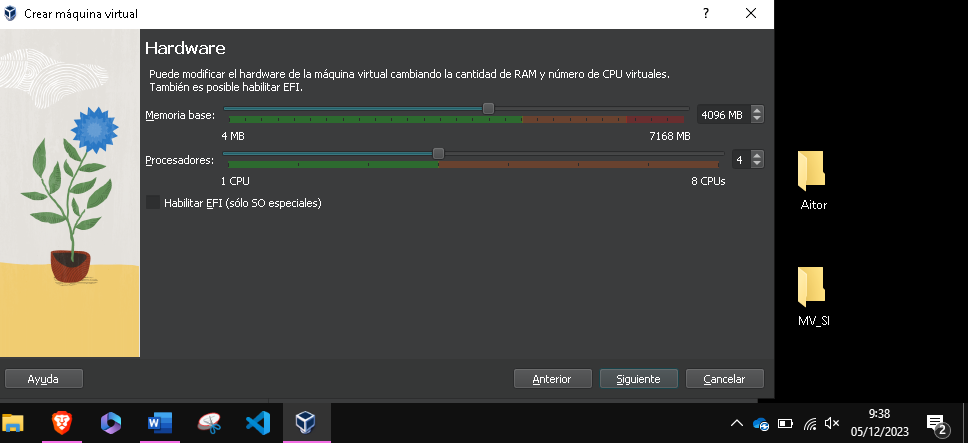 Crear máquina virtual
?
Hardware
Puede modificar el hardware de la máquina virtual cambiando la cantidad de RAM y número de CPU virtuales.
También es posible habilitar EFI.
Memoria base:
4096 MB
4 MB
7168 MB
Procesadores:
4
1 CPU
8 CPUs
Habilitar EFI (sólo SO especiales)
Aitor
MV_SI
Ayuda
Anterior
Siguiente
Cancelar
9:38
05/12/2023
2